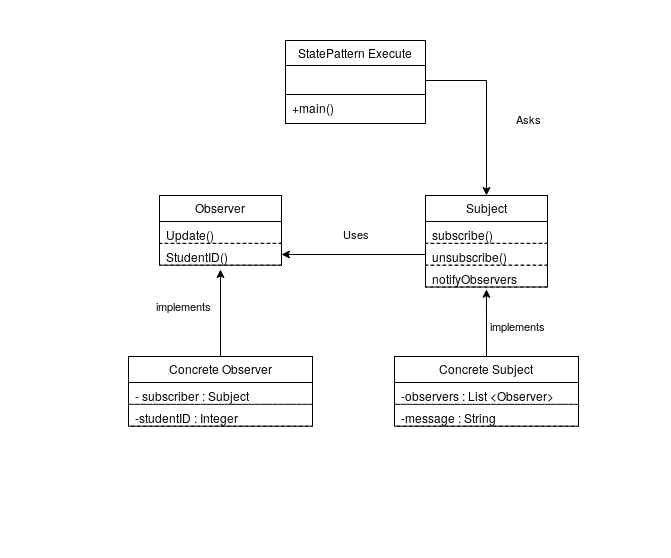 StatePattern Execute
+main()
Asks
Observer
Update()
StudentID()
Uses
Subject
subscribe()
unsubscribe()
notifyObservers
implements
implements
Concrete Observer
- subscriber : Subject
-studentID : Integer
Concrete Subject
-observers : List <Observer>
-message : String